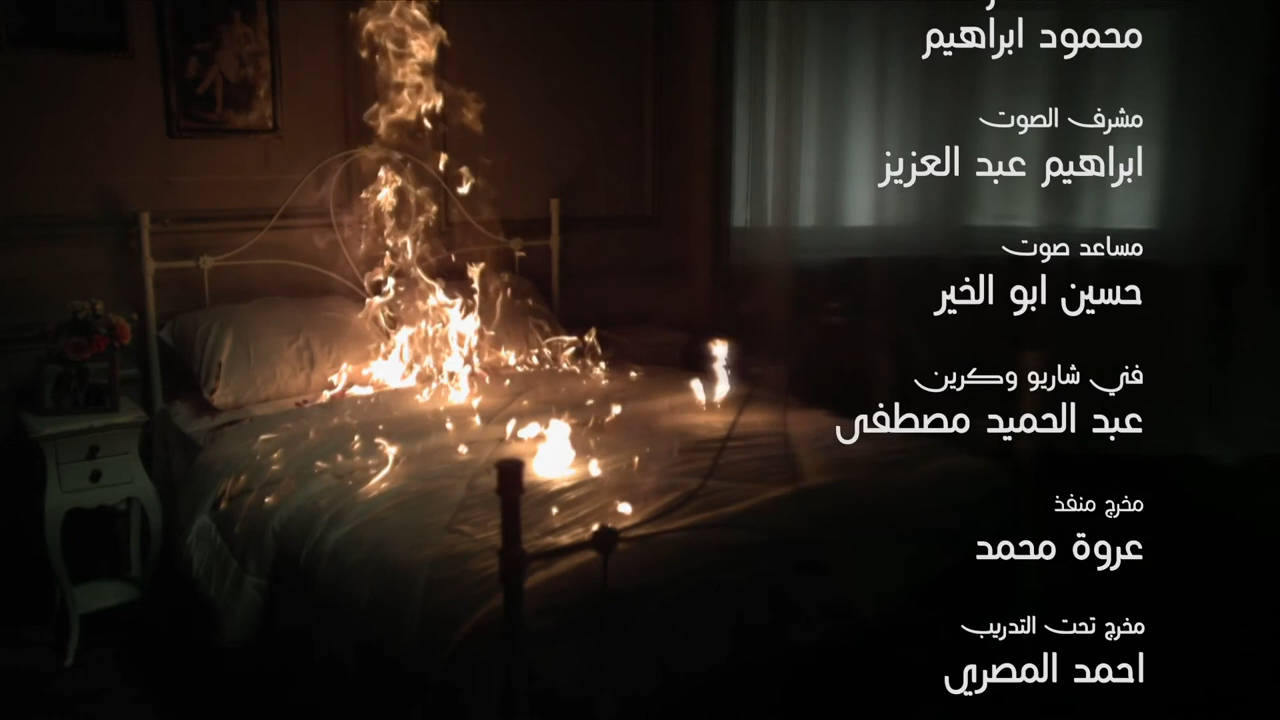 محمود ابراهيم
مشرف الصوت
ابراهيم عبد العزيز
مساعد صوت
حسين ابو الخير
فني شاريو وكرين
عبد الحميد مصطفى
مخرج منفذ
عروة محمد
مخرج تحت التدريب
احمد المصري